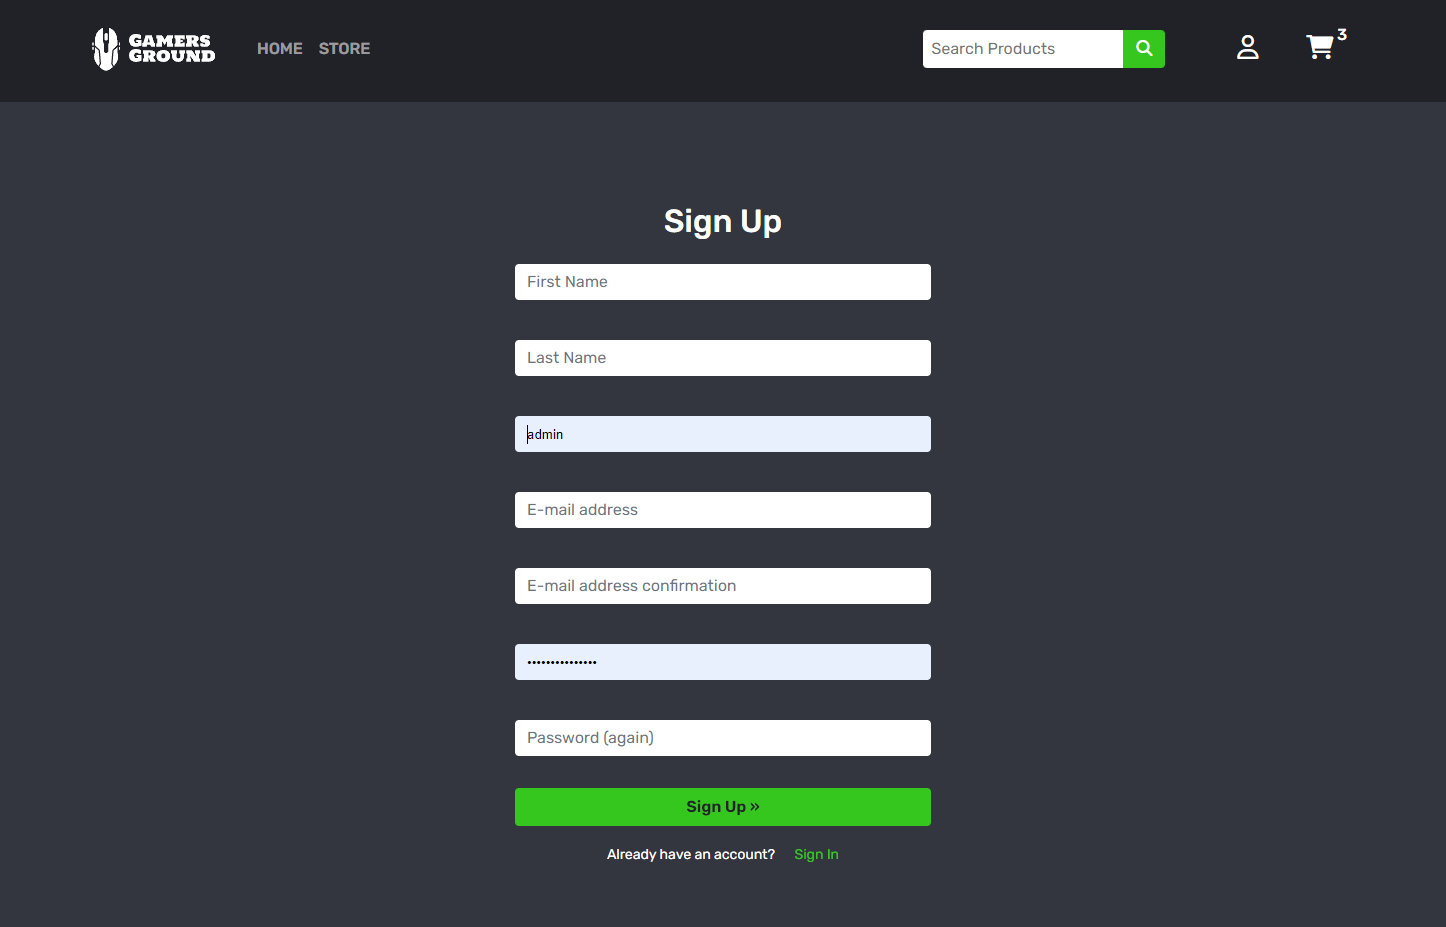 GAMERS
GROUND
HOME STORE
Search Products
3
Sign Up
First Name
Last Name
admin
E-mail address
E-mail address confirmation
•••••••••••••••
Password (again)
Sign Up »
Already have an account? Sign In